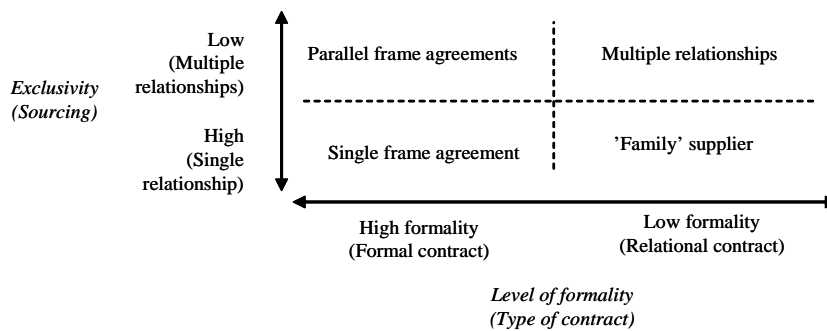 Low
(Multiple
relationships)
Parallel frame agreements
Multiple relationships
Exclusivity
(Sourcing)
High
(Single
relationship)
Single frame agreement
’Family’ supplier
High formality
(Formal contract)
Low formality
(Relational contract)
Level of formality
(Type of contract)